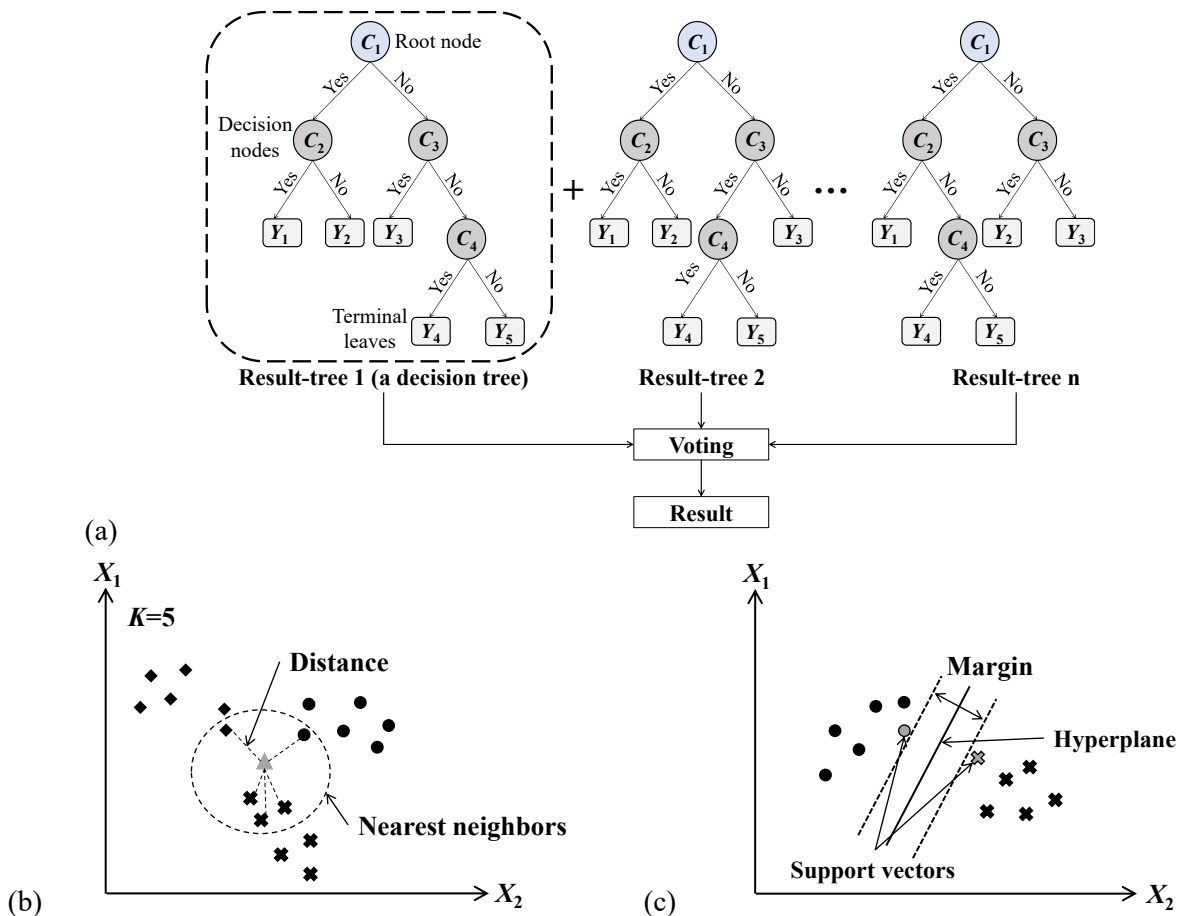 C1 Root node
Yes No
Decision nodes
C2 C3
Yes No Yes No
Y1 Y2 Y3 C4
Yes No
Terminal leaves
Y4 Y5
Result-tree 1 (a decision tree)
+
C1
Yes No
C2 C3
Yes No Yes No
Y1 Y2 C4 Y3
Yes No
Y4 Y5
Result-tree 2
...
C1
Yes No
C2 C3
Yes No Yes No
Y1 C4 Y2 Y3
Yes No
Y4 Y5
Result-tree n
Voting
Result
(a)
X1
K=5
Distance
Nearest neighbors
X2
(b)
X1
Margin
Hyperplane
Support vectors
X2
(c)